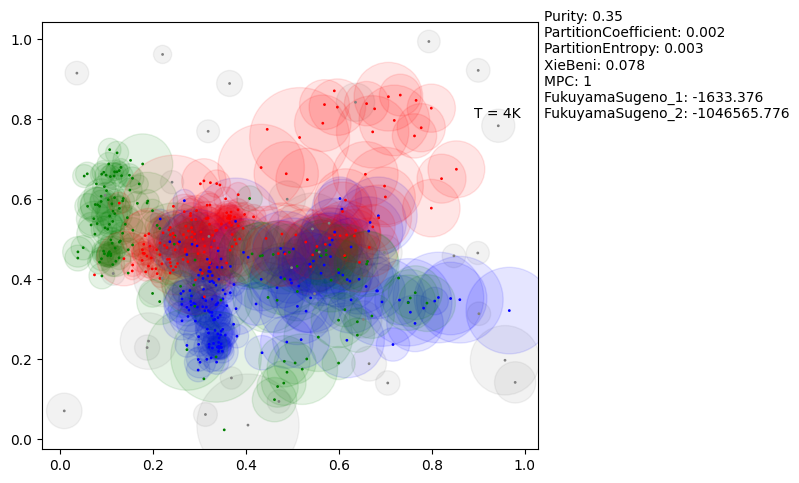 Purity: 0.35
PartitionCoefficient: 0.002
PartitionEntropy: 0.003
XieBeni: 0.078
MPC: 1
FukuyamaSugeno_1: -1633.376
FukuyamaSugeno_2: -1046565.776
T = 4K
1.0
0.8
0.6
0.4
0.2
0.0
0.0 0.2 0.4 0.6 0.8 1.0